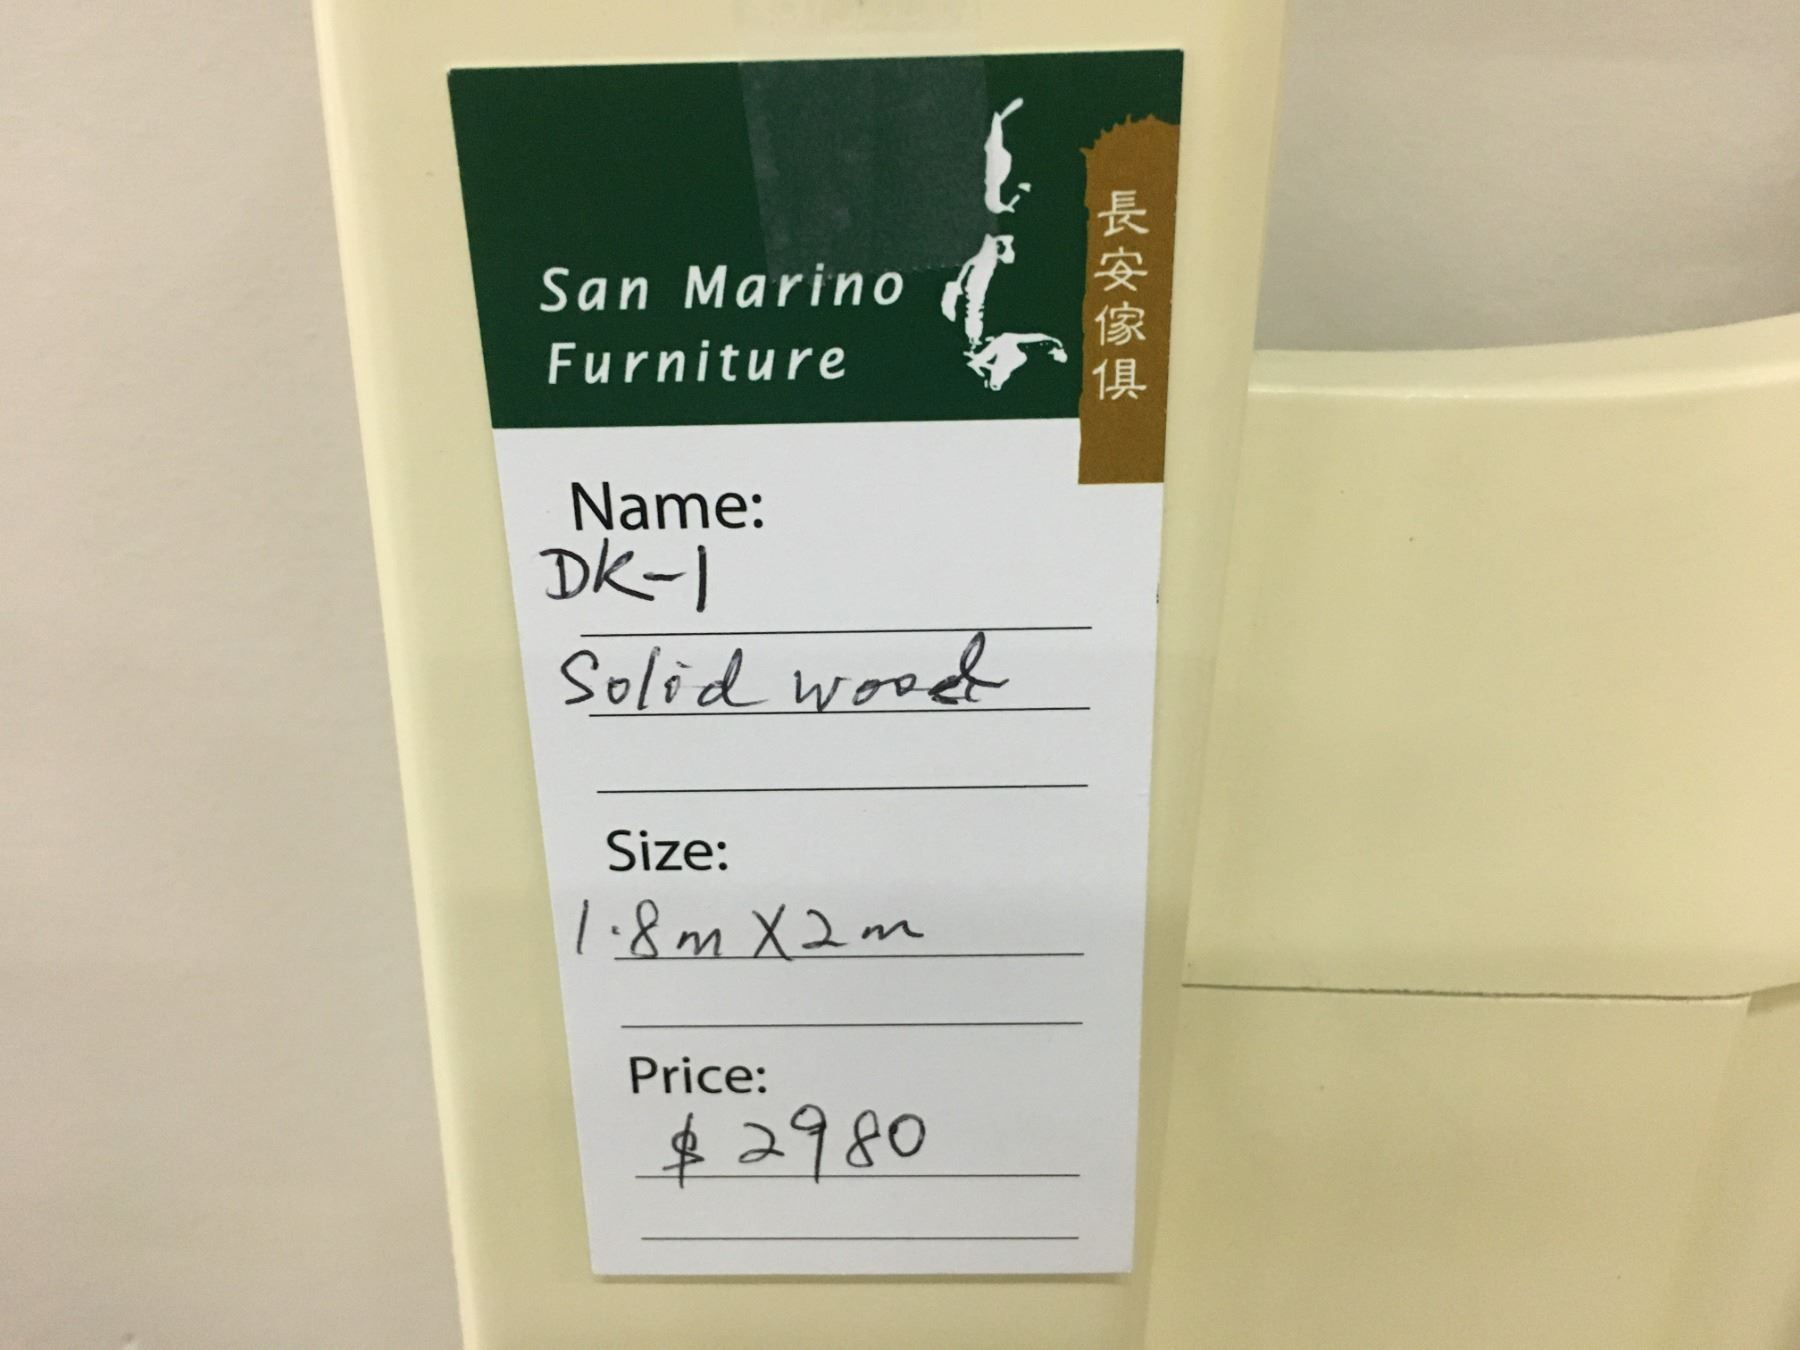 San Marino
Furniture
長安傢俱
Name:
DK-1
Solid wood
Size:
1.8m X 2m
Price:
$ 2980